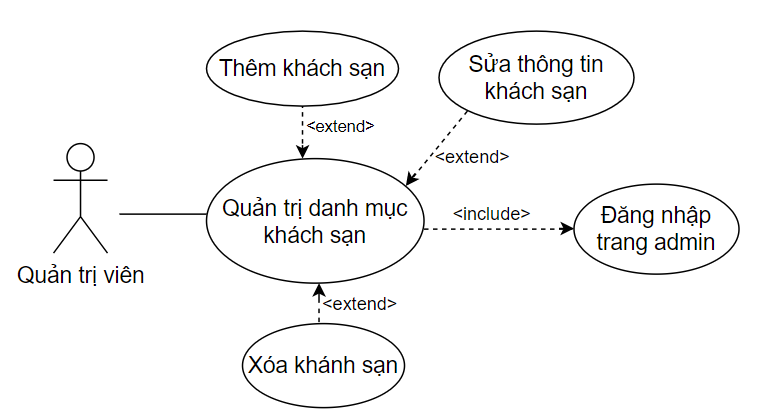 Thêm khách sạn
Sửa thông tin
khách sạn
<extend>
<extend>
Quản trị danh mục
khách sạn
<include>
Đăng nhập
trang admin
Quản trị viên
<extend>
Xóa khánh sạn